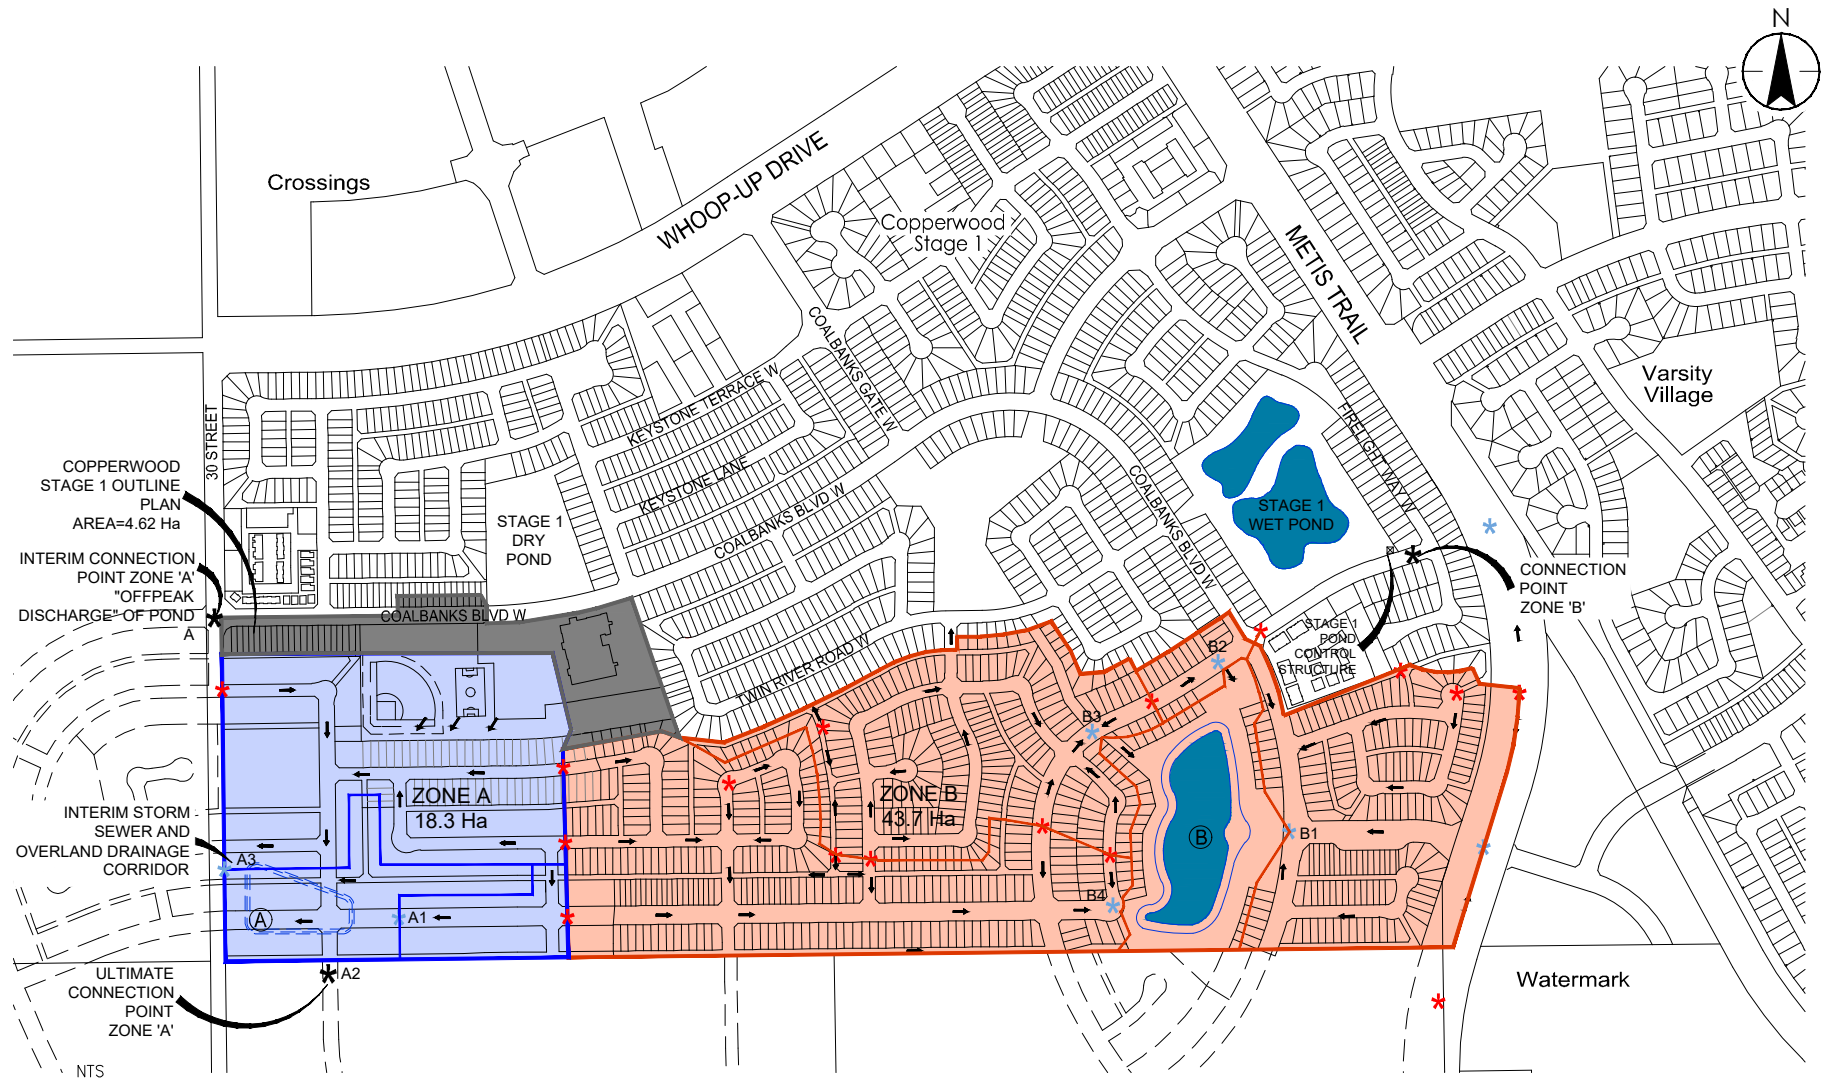 N
Crossings
WHOOP-UP DRIVE
Copperwood
Stage 1
METIS TRAIL
Varsity
Village
COALBANKS GATE W
KEYSTONE TERRACE W
KEYSTONE LANE
COALBANKS BLVD W
FIRELIGHT WAY W
COALBANKS BLVD W
30 STREET
COPPERWOOD
STAGE 1 OUTLINE
PLAN
AREA=4.62 Ha
STAGE 1
DRY
POND
STAGE 1
WET POND
INTERIM CONNECTION
POINT ZONE 'A'
"OFFPEAK
DISCHARGE" OF POND
A
CONNECTION
POINT
ZONE 'B'
COALBANKS BLVD W
TWIN RIVER ROAD W
STAGE 1
POND
CONTROL
STRUCTURE
B2
B3
ZONE A
18.3 Ha
ZONE B
43.7 Ha
B
B1
INTERIM STORM
SEWER AND
OVERLAND DRAINAGE
CORRIDOR
A3
A
A1
B4
A2
ULTIMATE
CONNECTION
POINT
ZONE 'A'
Watermark
NTS